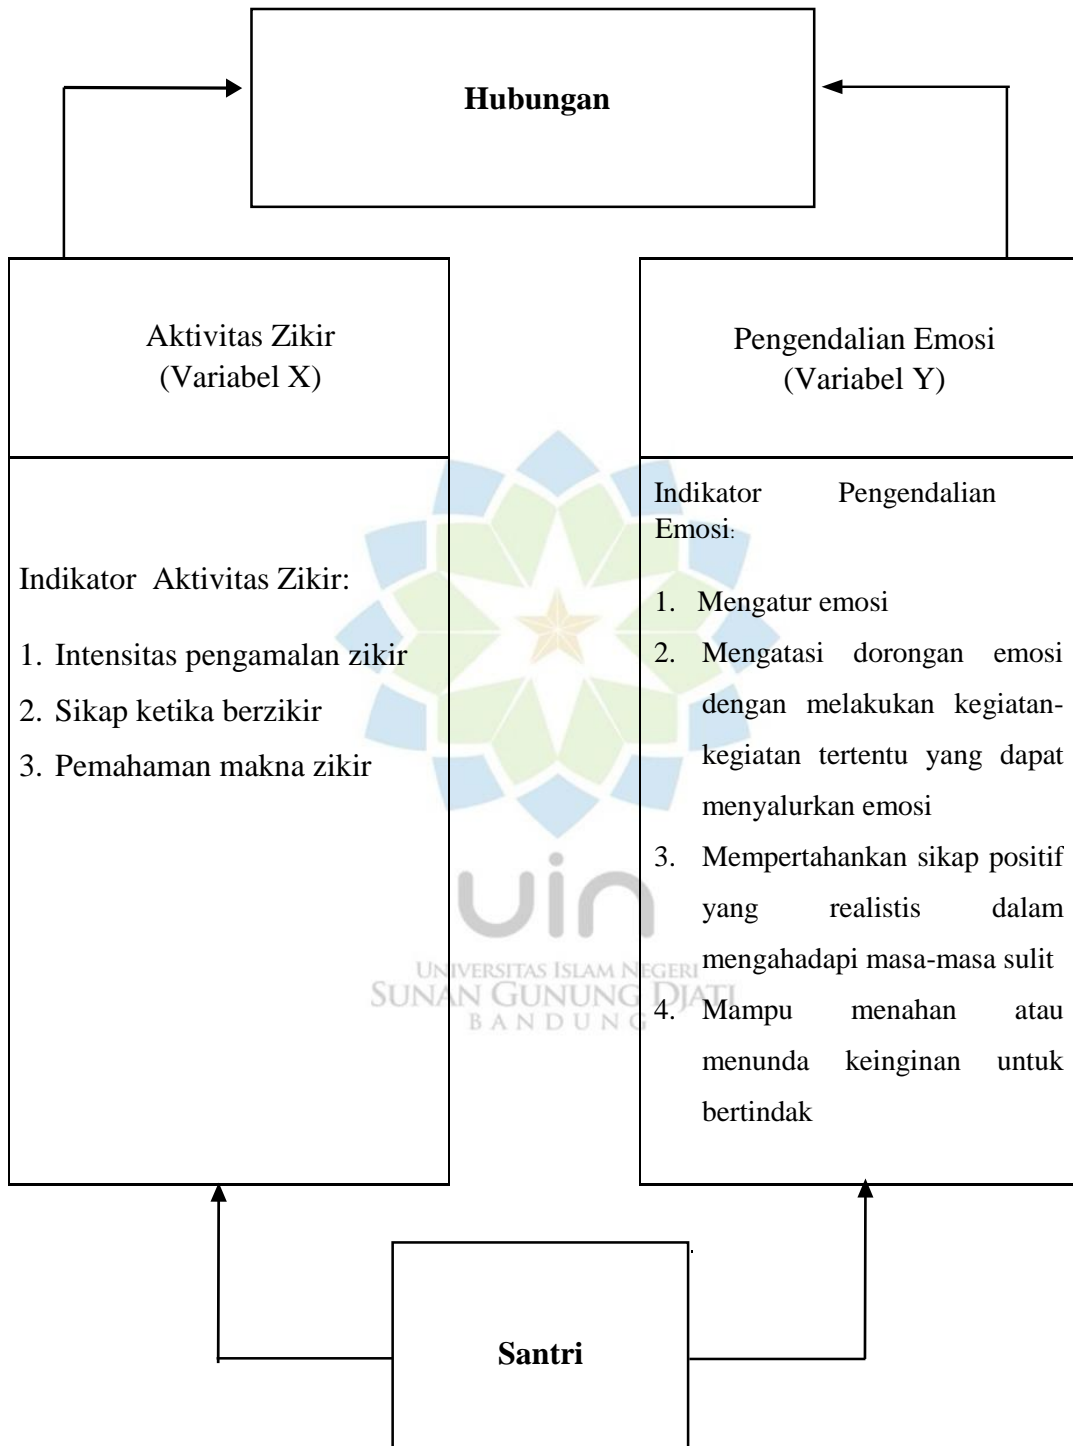 Hubungan
Aktivitas Zikir
(Variabel X)
Indikator Aktivitas Zikir:
1. Intensitas pengamalan zikir
2. Sikap ketika berzikir
3. Pemahaman makna zikir
Pengendalian Emosi
(Variabel Y)
Indikator Pengendalian
Emosi:
1. Mengatur emosi
2. Mengatasi dorongan emosi
dengan melakukan kegiatan-
kegiatan tertentu yang dapat
menyalurkan emosi
3. Mempertahankan sikap positif
yang realistis dalam
mengahadapi masa-masa sulit
4. Mampu menahan atau
menunda keinginan untuk
bertindak
uin
UNIVERSITAS ISLAM NEGERI
SUNAN GUNUNG DJATI
BANDUNG
Santri